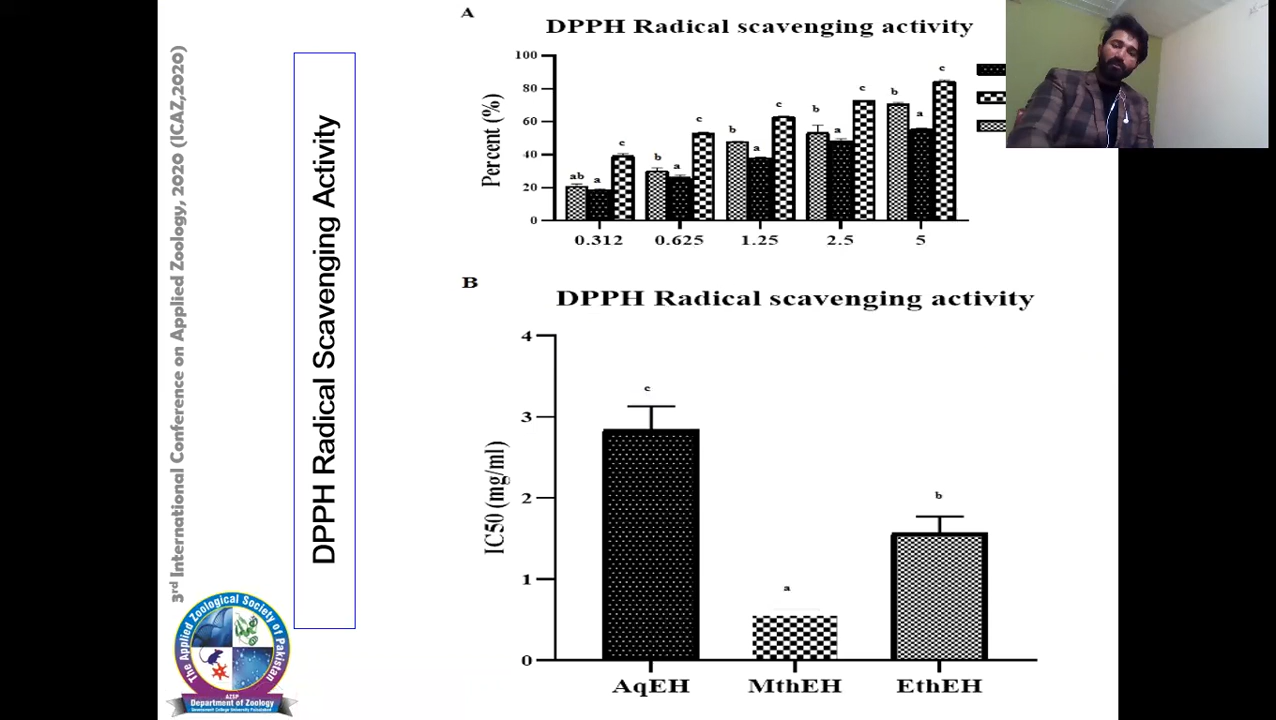 3rd International Conference on Applied Zoology, 2020 (ICAZ,2020)
DPPH Radical Scavenging Activity
A
DPPH Radical scavenging activity
Percent (%)
100
80
60
40
20
0
ab a c
b a c
b a c
b a c
b a c
0.312 0.625 1.25 2.5 5
B
DPPH Radical scavenging activity
IC50 (mg/ml)
4
3
2
1
0
c
a
b
AqEH MthEH EthEH
The Applied Zoological Society of Pakistan
AZSP
Department of Zoology
Government College University Faisalabad